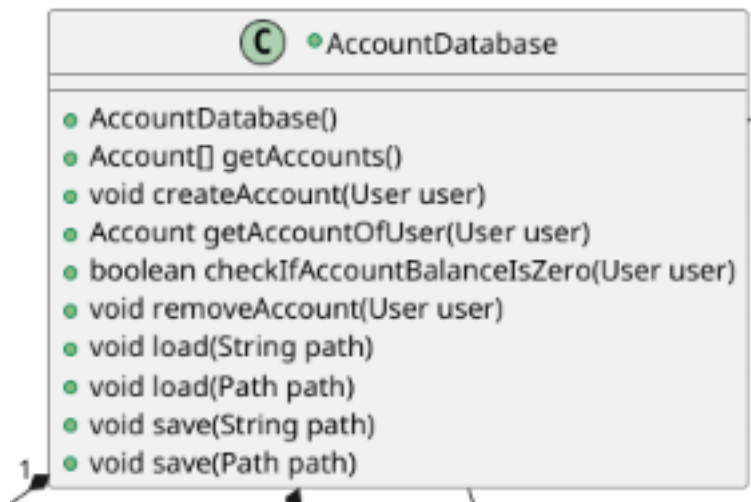 C AccountDatabase
AccountDatabase()
Account[] getAccounts()
void createAccount(User user)
Account getAccountOfUser(User user)
boolean checkIfAccountBalanceIsZero(User user)
void removeAccount(User user)
void load(String path)
void load(Path path)
void save(String path)
void save(Path path)
1